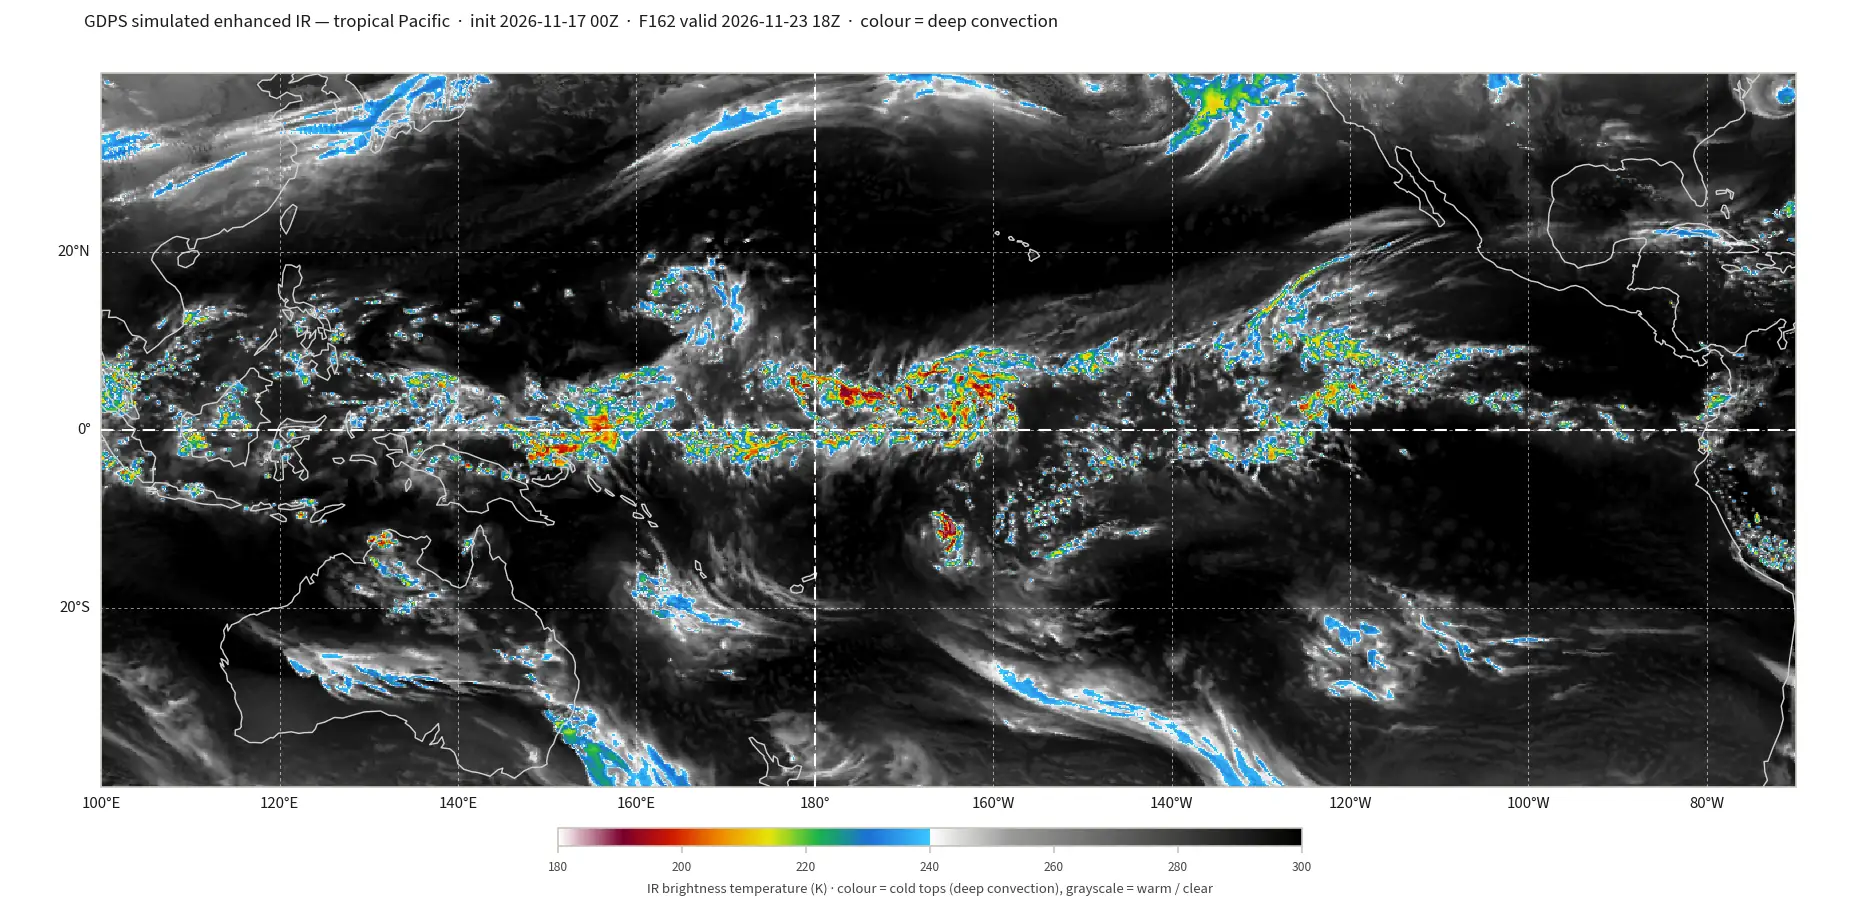 GDPS simulated enhanced IR — tropical Pacific · init 2026-11-17 00Z · F162 valid 2026-11-23 18Z · colour = deep convection
20°N
0°
20°S
100°E 120°E 140°E 160°E 180° 160°W 140°W 120°W 100°W 80°W
180 200 220 240 260 280 300
IR brightness temperature (K) · colour = cold tops (deep convection), grayscale = warm / clear